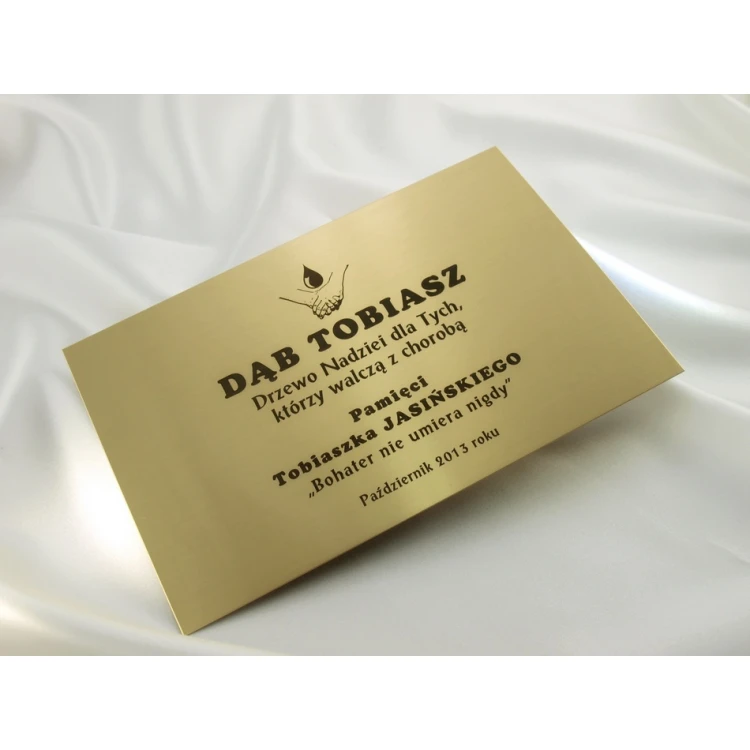 DĄB TOBIASZ
Drzewo Nadziei dla Tych,
którzy walczą z chorobą
Pamięci
Tobiaszka JASIŃSKIEGO
„Bohater nie umiera nigdy”
Październik 2013 roku